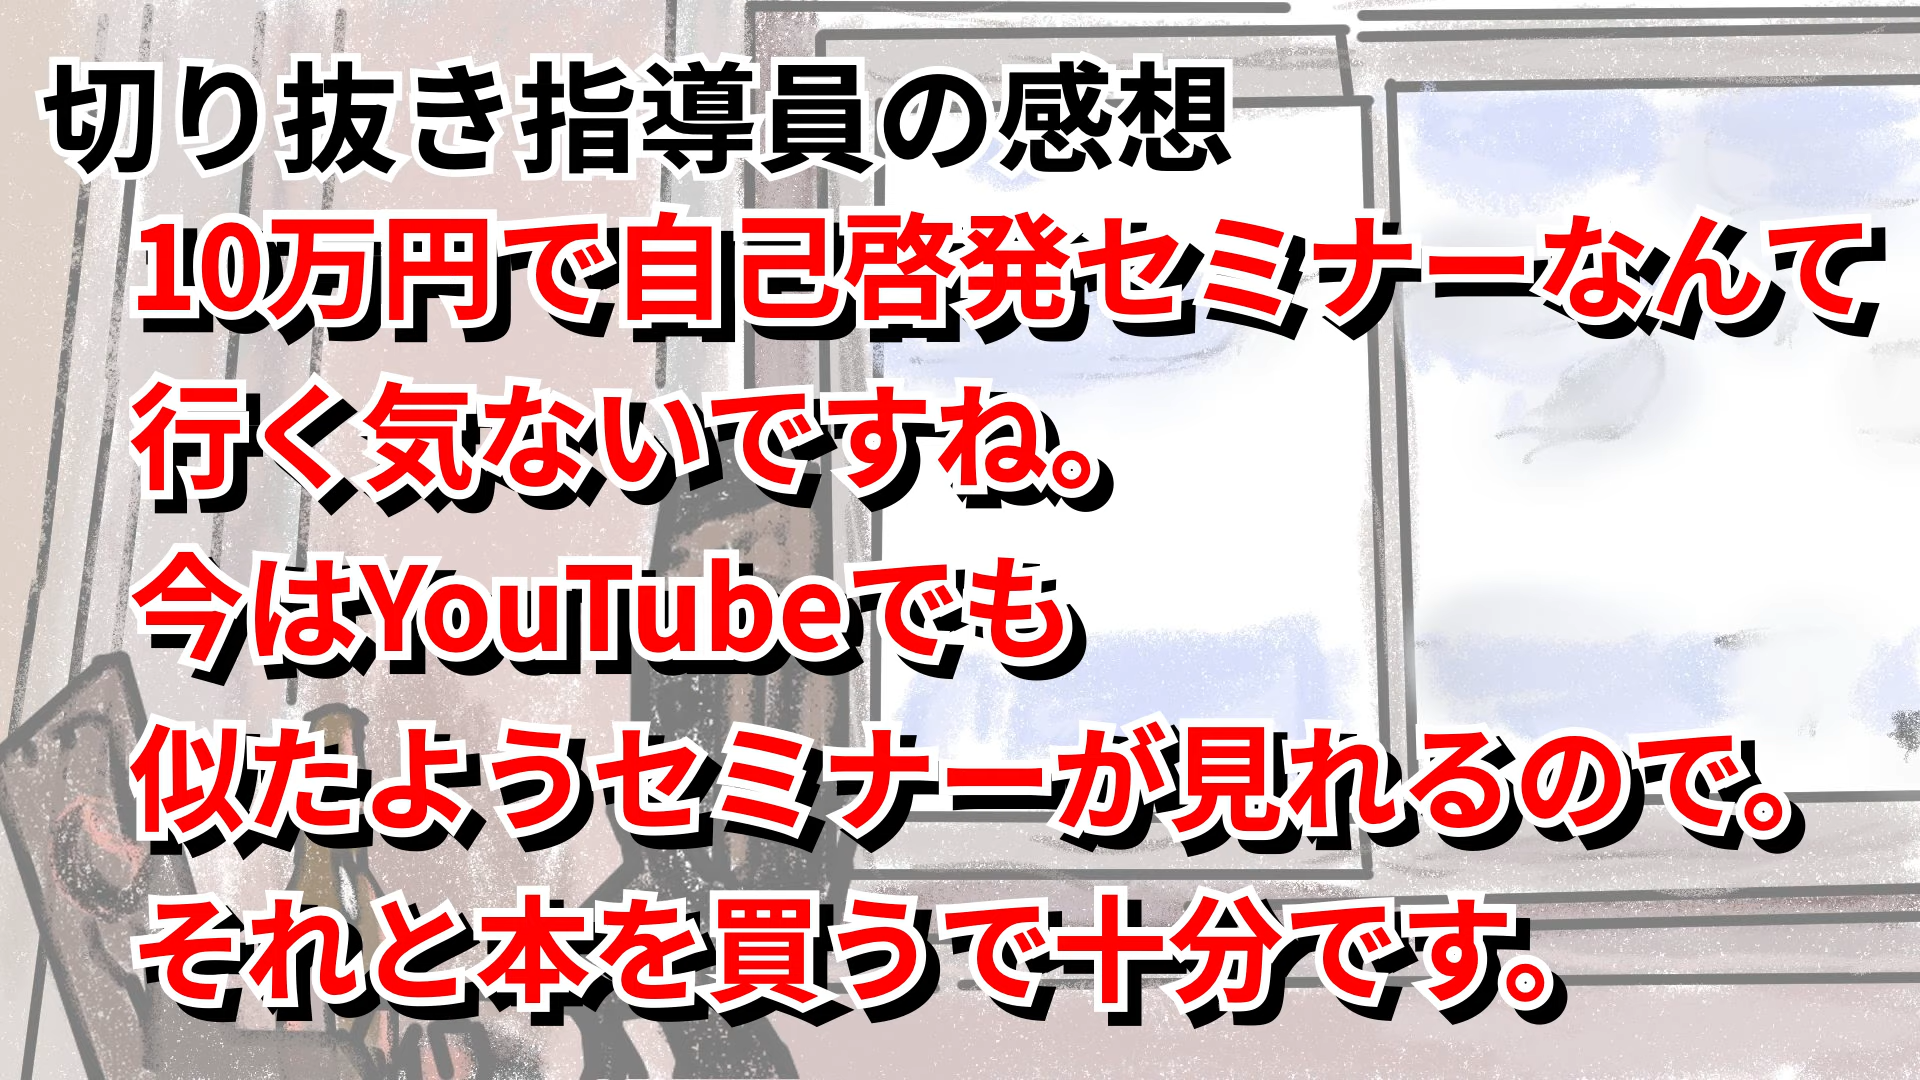 切り抜き指導員の感想
10万円で自己啓発セミナーなんて
行く気ないですね。
今はYouTubeでも
似たようセミナーが見れるので。
それと本を買うで十分です。